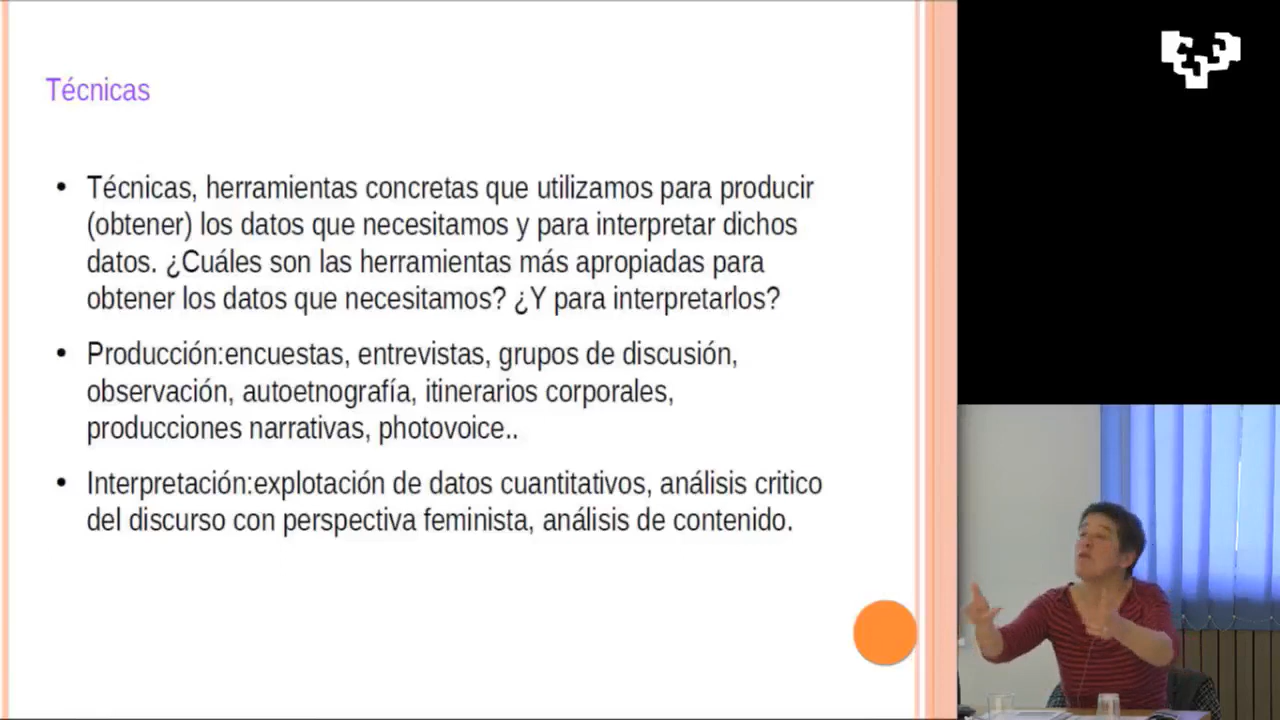 Técnicas
• Técnicas, herramientas concretas que utilizamos para producir
(obtener) los datos que necesitamos y para interpretar dichos
datos. ¿Cuáles son las herramientas más apropiadas para
obtener los datos que necesitamos? ¿Y para interpretarlos?
• Producción:encuestas, entrevistas, grupos de discusión,
observación, autoetnografía, itinerarios corporales,
producciones narrativas, photovoice..
• Interpretación:explotación de datos cuantitativos, análisis critico
del discurso con perspectiva feminista, análisis de contenido.